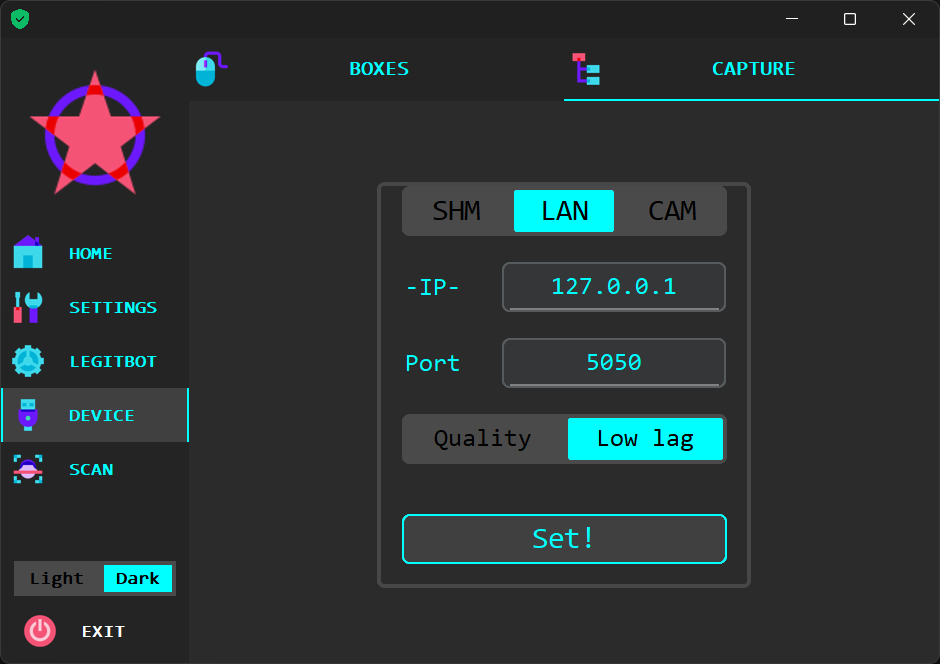 BOXES
CAPTURE
HOME
SETTINGS
LEGITBOT
DEVICE
SCAN
Light Dark
EXIT
SHM LAN CAM
-IP- 127.0.0.1
Port 5050
Quality Low lag
Set!